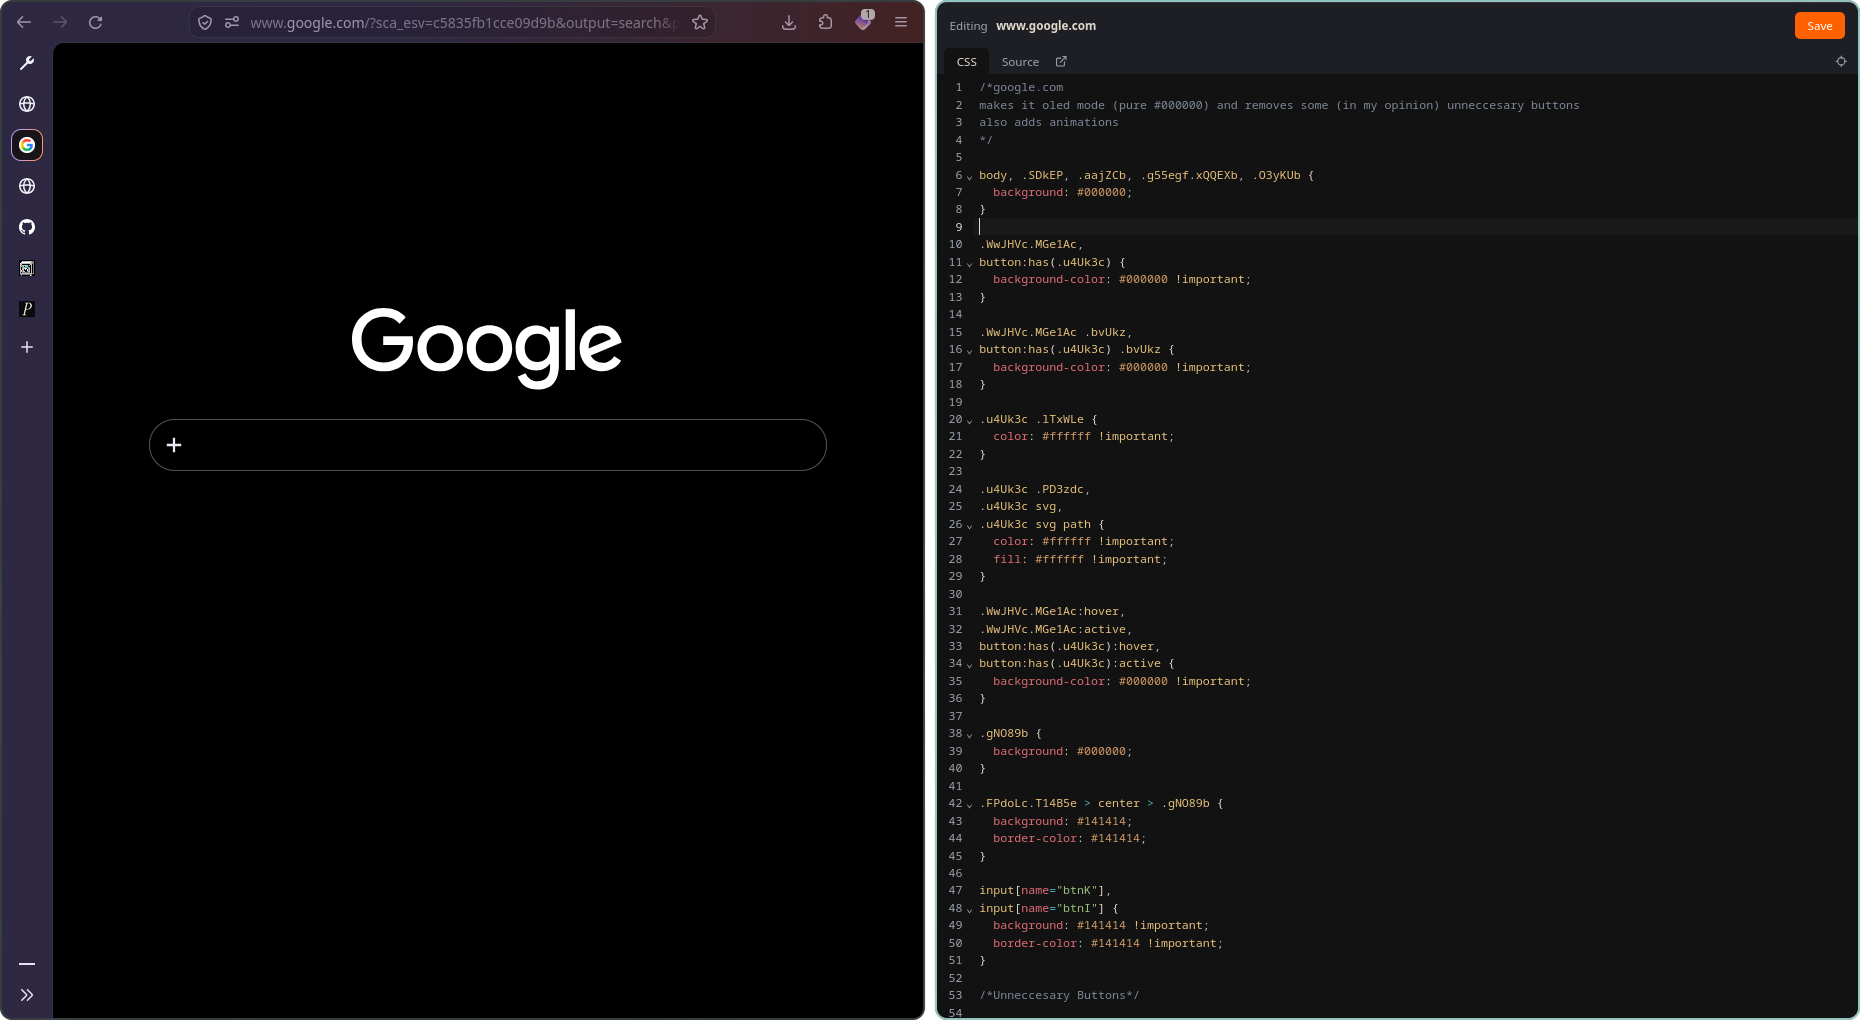 www.google.com/?sca_esv=c5835fb1cce09d9b&output=search&
1
P
Google
+
Editing www.google.com
Save
CSS Source
1 /*google.com
2 makes it oled mode (pure #000000) and removes some (in my opinion) unneccesary buttons
3 also adds animations
4 */
5
6 body, .SDkEP, .aajZCb, .g55egf.xQQEXb, .O3yKUb {
7 background: #000000;
8 }
9
10 .WwJHVc.MGe1Ac,
11 button:has(.u4Uk3c) {
12 background-color: #000000 !important;
13 }
14
15 .WwJHVc.MGe1Ac .bvUkz,
16 button:has(.u4Uk3c) .bvUkz {
17 background-color: #000000 !important;
18 }
19
20 .u4Uk3c .lTxWLe {
21 color: #ffffff !important;
22 }
23
24 .u4Uk3c .PD3zdc,
25 .u4Uk3c svg,
26 .u4Uk3c svg path {
27 color: #ffffff !important;
28 fill: #ffffff !important;
29 }
30
31 .WwJHVc.MGe1Ac:hover,
32 .WwJHVc.MGe1Ac:active,
33 button:has(.u4Uk3c):hover,
34 button:has(.u4Uk3c):active {
35 background-color: #000000 !important;
36 }
37
38 .gNO89b {
39 background: #000000;
40 }
41
42 .FPdoLc.T14B5e > center > .gNO89b {
43 background: #141414;
44 border-color: #141414;
45 }
46
47 input[name="btnK"],
48 input[name="btnI"] {
49 background: #141414 !important;
50 border-color: #141414 !important;
51 }
52
53 /*Unneccesary Buttons*/
54